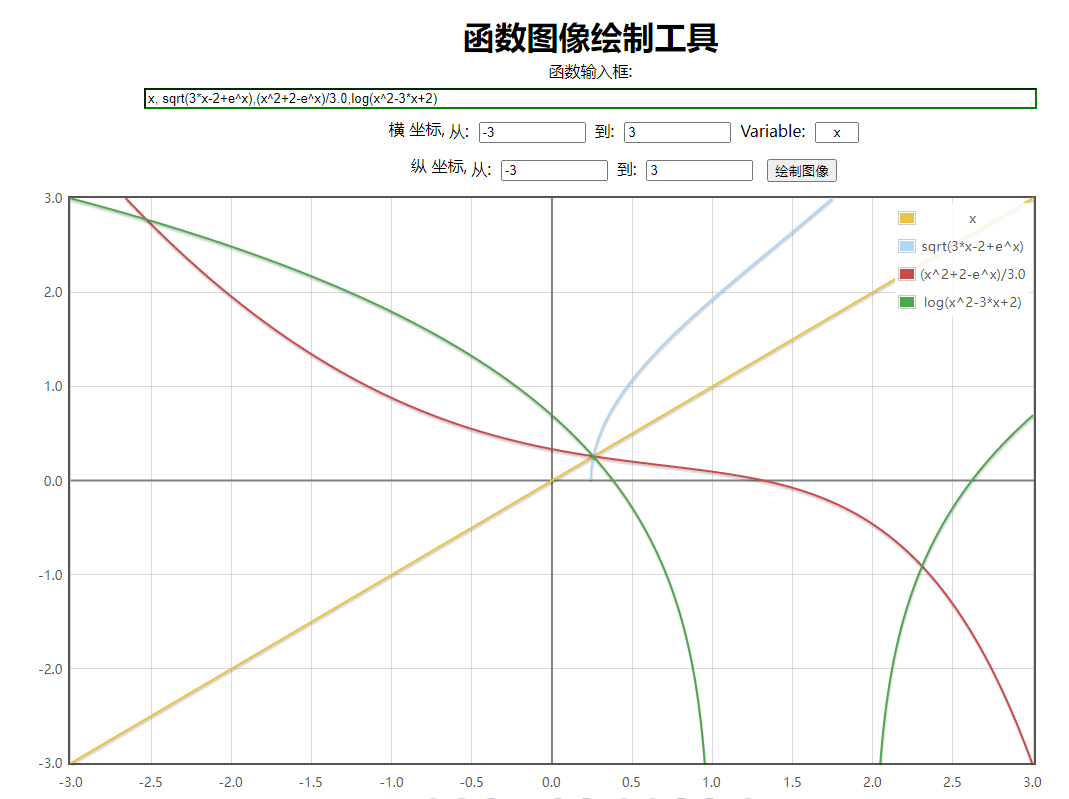 函数图像绘制工具
函数输入框:
x, sqrt(3*x-2+e^x),(x^2+2-e^x)/3.0,log(x^2-3*x+2)
横 坐标, 从: -3 到: 3 Variable: x
纵 坐标, 从: -3 到: 3 绘制图像
3.0
x
sqrt(3*x-2+e^x)
(x^2+2-e^x)/3.0
log(x^2-3*x+2)
2.0
1.0
0.0
-1.0
-2.0
-3.0
-3.0 -2.5 -2.0 -1.5 -1.0 -0.5 0.0 0.5 1.0 1.5 2.0 2.5 3.0